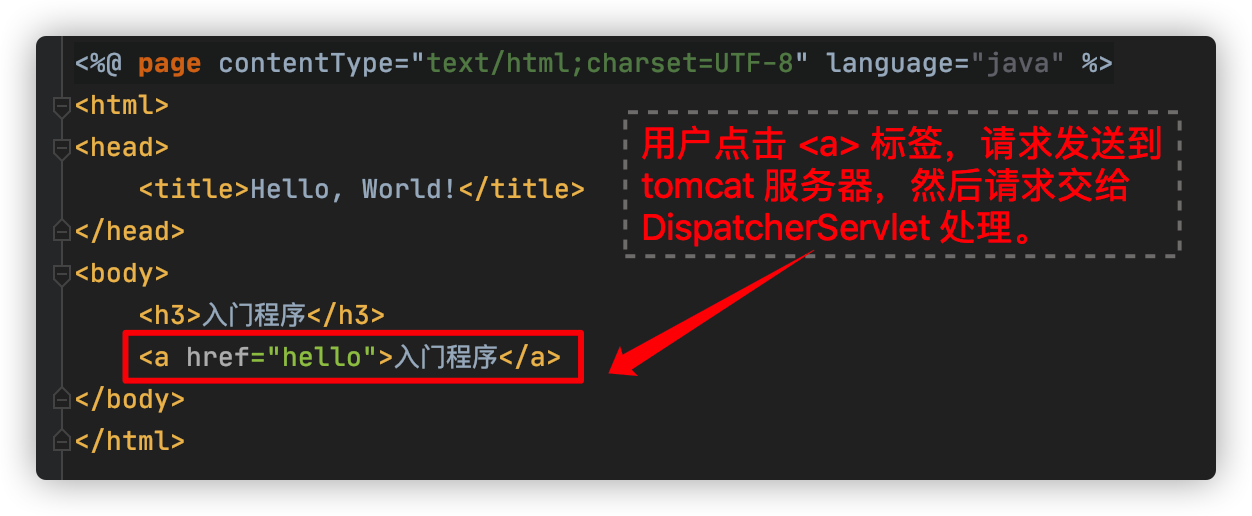 <%@ page contentType="text/html;charset=UTF-8" language="java" %>
<html>
<head>
    <title>Hello, World!</title>
</head>
<body>
    <h3>入门程序</h3>
    <a href="hello">入门程序</a>
</body>
</html>
用户点击 <a> 标签，请求发送到
tomcat 服务器，然后请求交给
DispatcherServlet 处理。